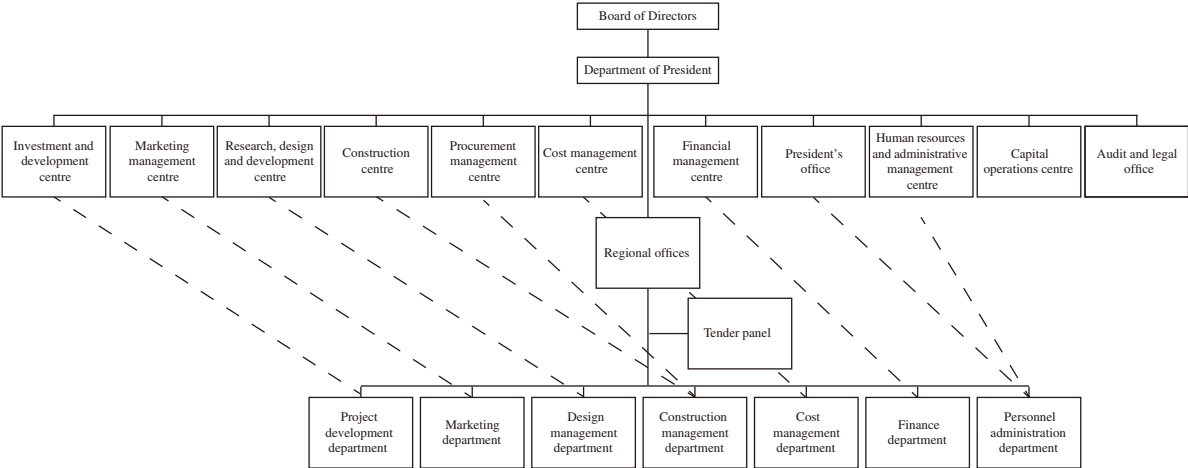 Board of Directors
Department of President
Investment and
development
centre
Marketing
management
centre
Research, design
and development
centre
Construction
centre
Procurement
management
centre
Cost management
centre
Financial
management
centre
President's
office
Human resources
and administrative
management
centre
Capital
operations centre
Audit and legal
office
Regional offices
Tender panel
Project
development
department
Marketing
department
Design
management
department
Construction
management
department
Cost
management
department
Finance
department
Personnel
administration
department